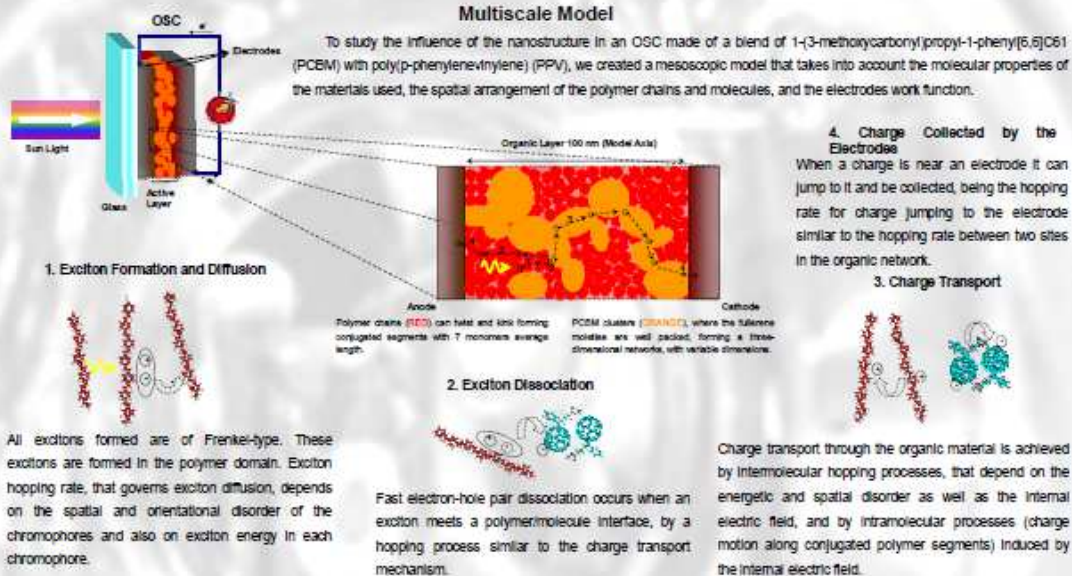 Multiscale Model
OSC
e
Electrodes
Sun Light
Glass
Active
Layer
To study the influence of the nanostructure in an OSC made of a blend of 1-(3-methoxycarbonyl)propyl-1-phenyl[6,6]C61
(PCBM) with poly(p-phenylenevinylene) (PPV), we created a mesoscopic model that takes into account the molecular properties of
the materials used, the spatial arrangement of the polymer chains and molecules, and the electrodes work function.
Organic Layer 100 nm (Model Axis)
Anode
Cathode
Polymer chains (RED) can twist and kink forming
conjugated segments with 7 monomers average
length.
PCBM clusters (ORANGE), where the fullerene
moieties are well packed, forming a three-
dimensional networks, with variable dimensions.
1. Exciton Formation and Diffusion
All excitons formed are of Frenkel-type. These
excitons are formed in the polymer domain. Exciton
hopping rate, that governs exciton diffusion, depends
on the spatial and orientational disorder of the
chromophores and also on exciton energy in each
chromophore.
2. Exciton Dissociation
Fast electron-hole pair dissociation occurs when an
exciton meets a polymer/molecule interface, by a
hopping process similar to the charge transport
mechanism.
4. Charge Collected by the
Electrodes
When a charge is near an electrode it can
jump to it and be collected, being the hopping
rate for charge jumping to the electrode
similar to the hopping rate between two sites
in the organic network.
3. Charge Transport
Charge transport through the organic material is achieved
by intermolecular hopping processes, that depend on the
energetic and spatial disorder as well as the internal
electric field, and by intramolecular processes (charge
motion along conjugated polymer segments) induced by
the internal electric field.